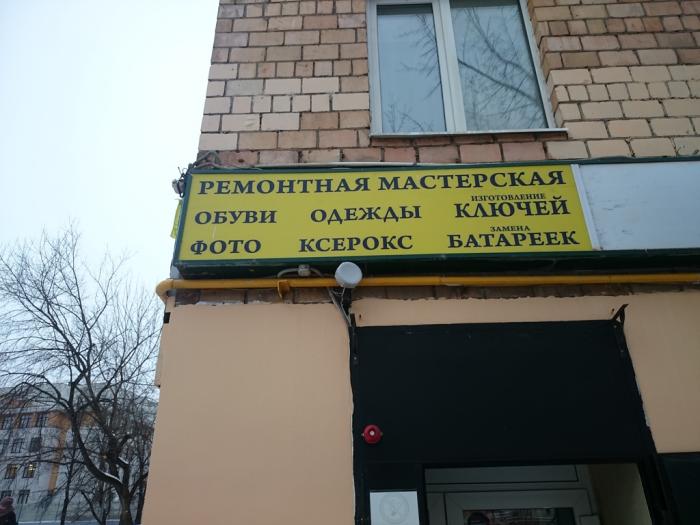 РЕМОНТНАЯ МАСТЕРСКАЯ
ОБУВИ ОДЕЖДЫ ИЗГОТОВЛЕНИЕ КЛЮЧЕЙ
ФОТО КСЕРОКС ЗАМЕНА БАТАРЕЕК